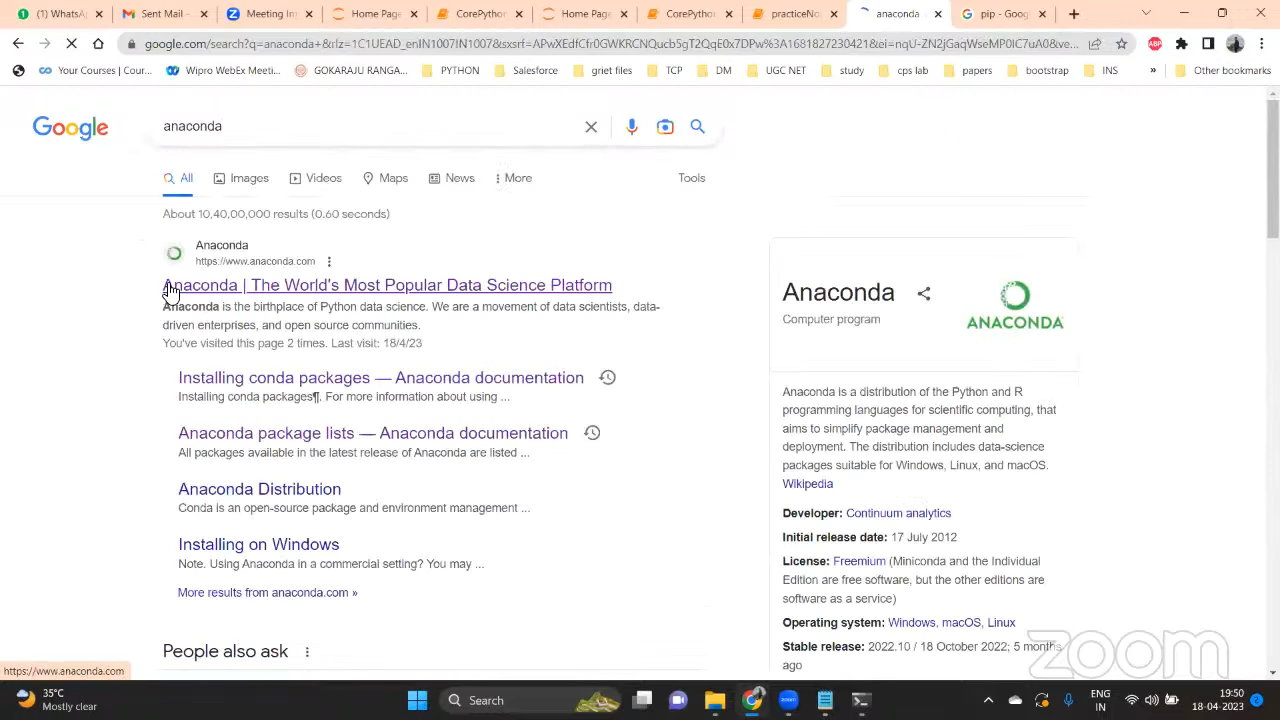 WhatsApp
Sent Mail -
Meeting In
Home Page
CorePython
Home Page
CorePython
practiceNo
anaconda
pip - Goog
google.com/search?q=anaconda+&rlz=1C1UEAD_enIN1007IN1007&sxsrf=
Your Courses | Cour...
Wipro WebEx Meeti...
GOKARAJU RANGA...
PYTHON
Salesforce
griet files
TCP
DM
UGC NET
study
cps lab
papers
bootstrap
INS
»
Other bookmarks
Google
anaconda
All
Images
Videos
Maps
News
More
Tools
About 10,40,00,000 results (0.60 seconds)
Anaconda
https://www.anaconda.com
Anaconda | The World's Most Popular Data Science Platform
Anaconda is the birthplace of Python data science. We are a movement of data scientists, data-
driven enterprises, and open source communities.
You've visited this page 2 times. Last visit: 18/4/23
Installing conda packages — Anaconda documentation
Installing conda packages¶. For more information about using ...
Anaconda package lists — Anaconda documentation
All packages available in the latest release of Anaconda are listed ...
Anaconda Distribution
Conda is an open-source package and environment management ...
Installing on Windows
Note. Using Anaconda in a commercial setting? You may ...
More results from anaconda.com »
People also ask
Anaconda
Computer program
ANACONDA
Anaconda is a distribution of the Python and R
programming languages for scientific computing, that
aims to simplify package management and
deployment. The distribution includes data-science
packages suitable for Windows, Linux, and macOS.
Wikipedia
Developer: Continuum analytics
Initial release date: 17 July 2012
License: Freemium (Miniconda and the Individual
Edition are free software, but the other editions are
software as a service)
Operating system: Windows, macOS, Linux
Stable release: 2022.10 / 18 October 2022; 5 months
ago
zoom
https://www.anaconda.com
35°C
Mostly clear
Search
zoom
ENG
IN
19:50
18-04-2023
2